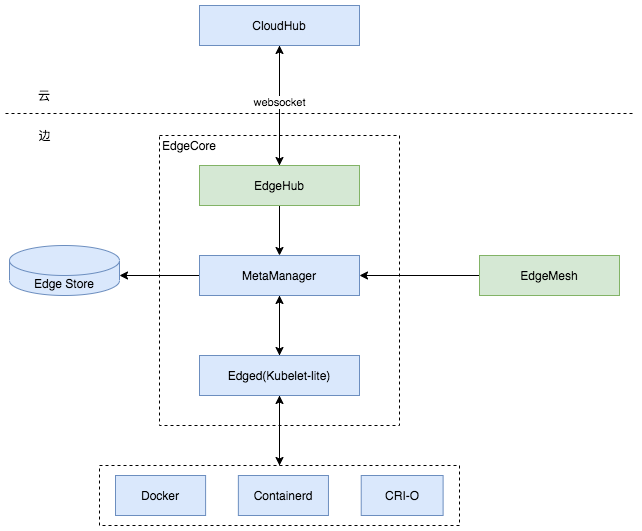 CloudHub
云
websocket
边
EdgeCore
EdgeHub
Edge Store
MetaManager
EdgeMesh
Edged(Kubelet-lite)
Docker
Containerd
CRI-O